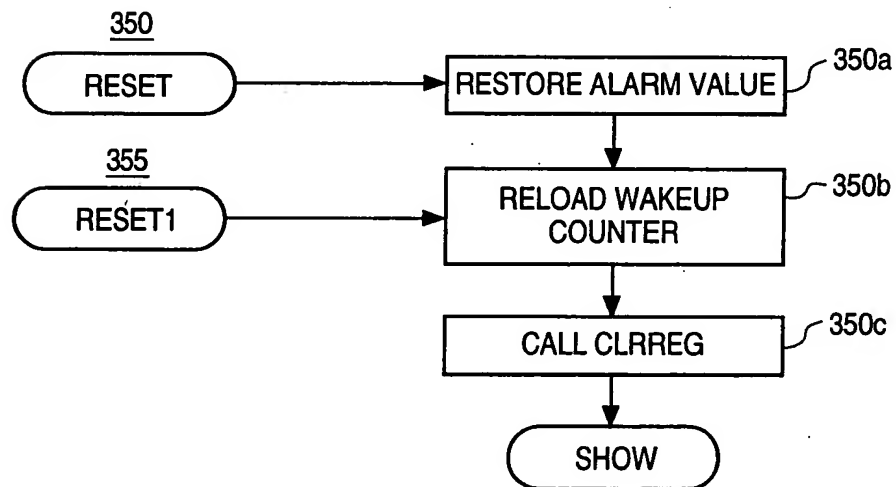 350
RESET
RESTORE ALARM VALUE
350a
355
RESET1
RELOAD WAKEUP
COUNTER
350b
CALL CLRREG
350c
SHOW